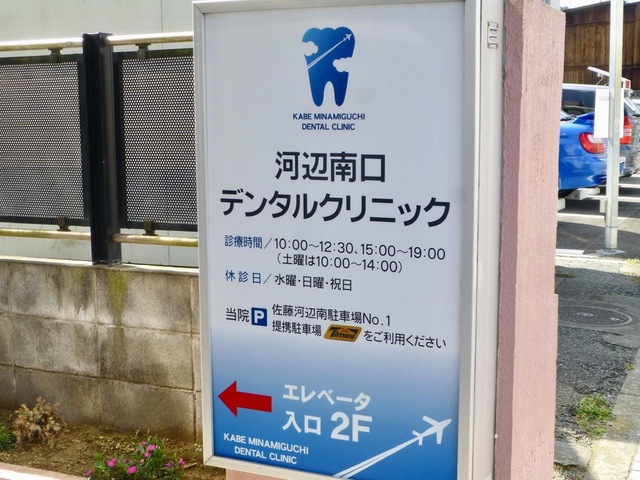 KABE MINAMIGUCHI
DENTAL CLINIC
河辺南口
デンタルクリニック
診療時間／10:00〜12:30、15:00〜19:00
（土曜は10:00〜14:00）
休診日／水曜・日曜・祝日
当院 P 佐藤河辺南駐車場No.1
提携駐車場 Times をご利用ください
エレベータ
入口 2F
KABE MINAMIGUCHI
DENTAL CLINIC